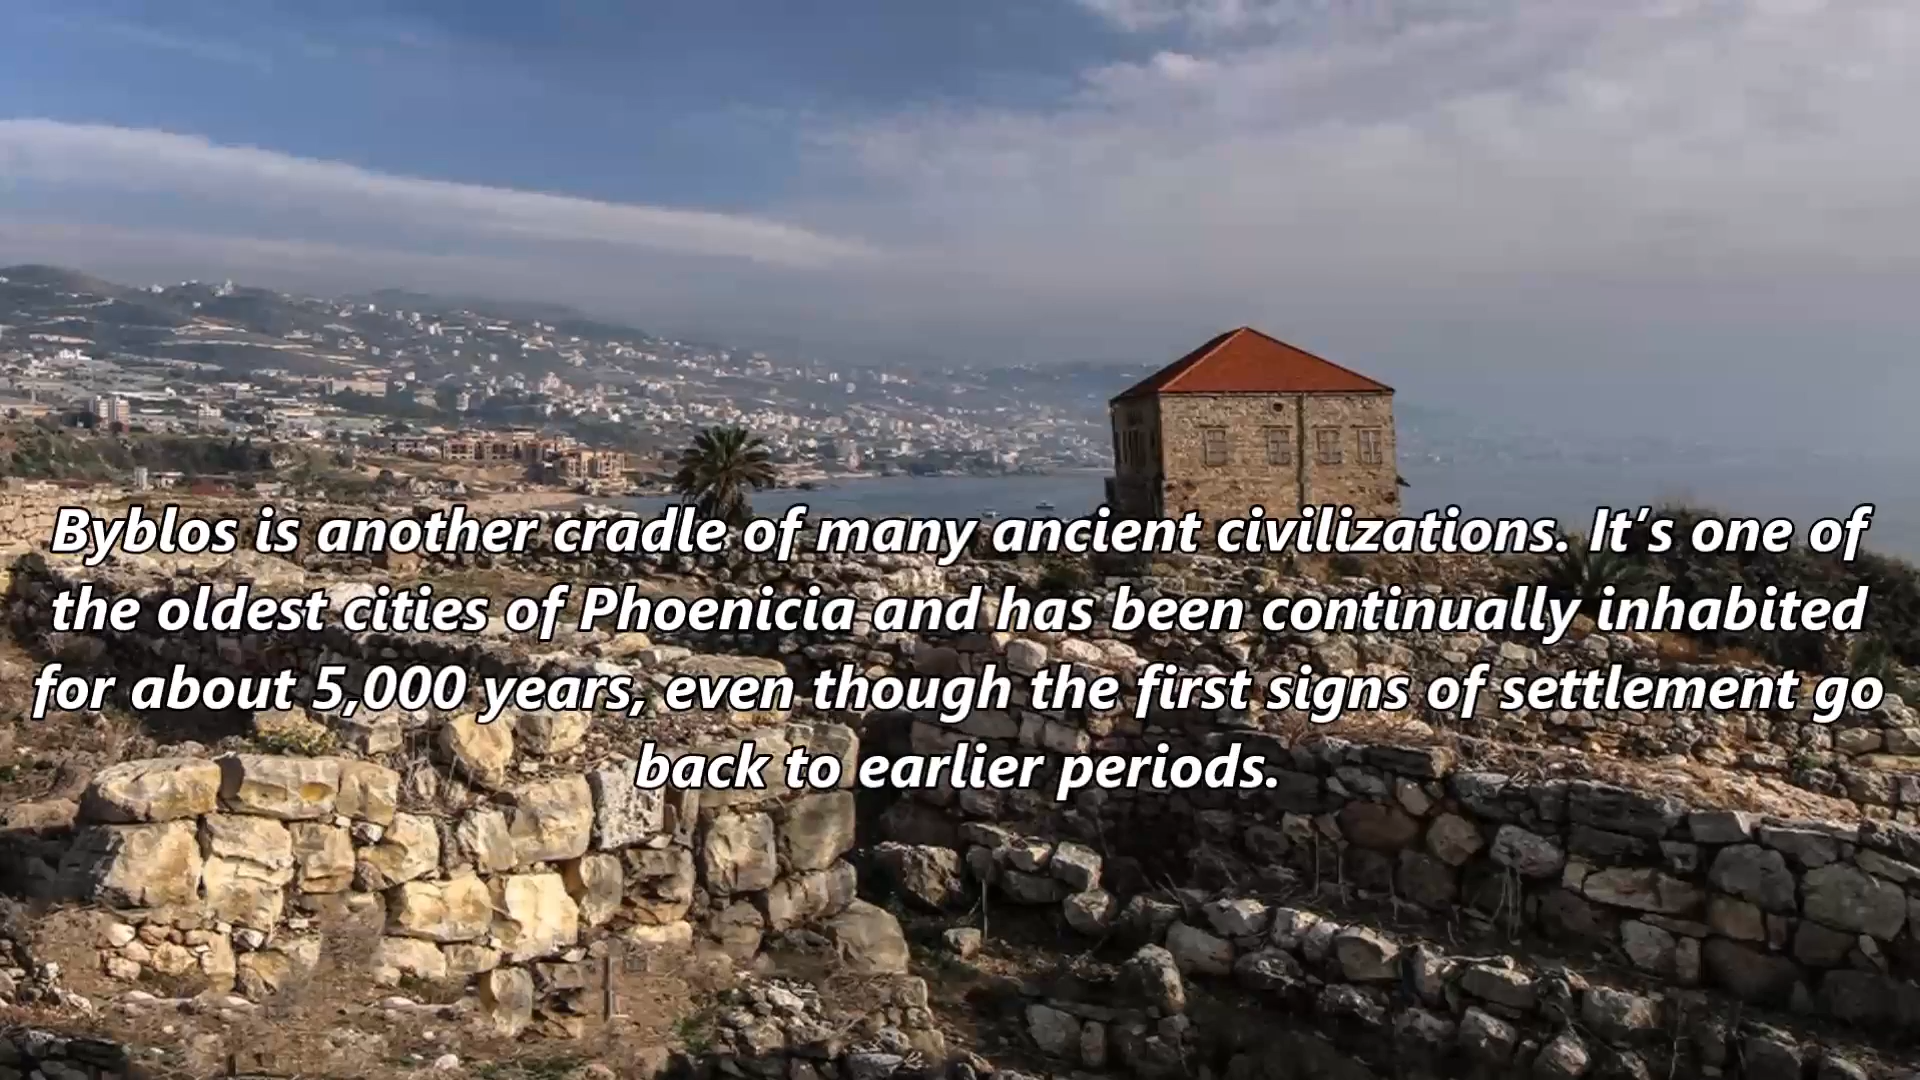 Byblos is another cradle of many ancient civilizations. It's one of
the oldest cities of Phoenicia and has been continually inhabited
for about 5,000 years, even though the first signs of settlement go
back to earlier periods.